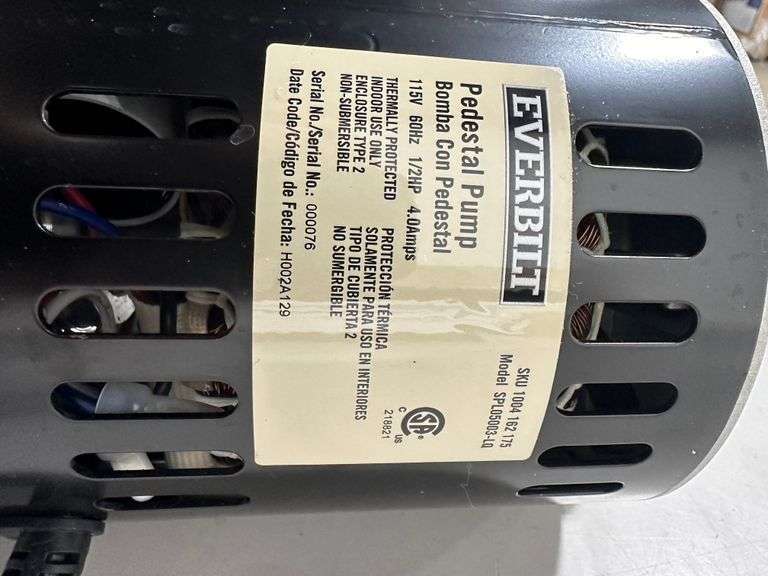 EVERBILT
SKU 1004 162 175
Model SPL05003-LQ
Pedestal Pump
Bomba Con Pedestal
115V 60Hz 1/2HP 4.0Amps
THERMALLY PROTECTED
INDOOR USE ONLY
ENCLOSURE TYPE 2
NON-SUBMERSIBLE
PROTECCIÓN TÉRMICA
SOLAMENTE PARA USO EN INTERIORES
TIPO DE CUBIERTA 2
NO SUMERGIBLE
Serial No./Serial No.: 000076
Date Code/Código de Fecha: H002A129
SA®
C US
218821